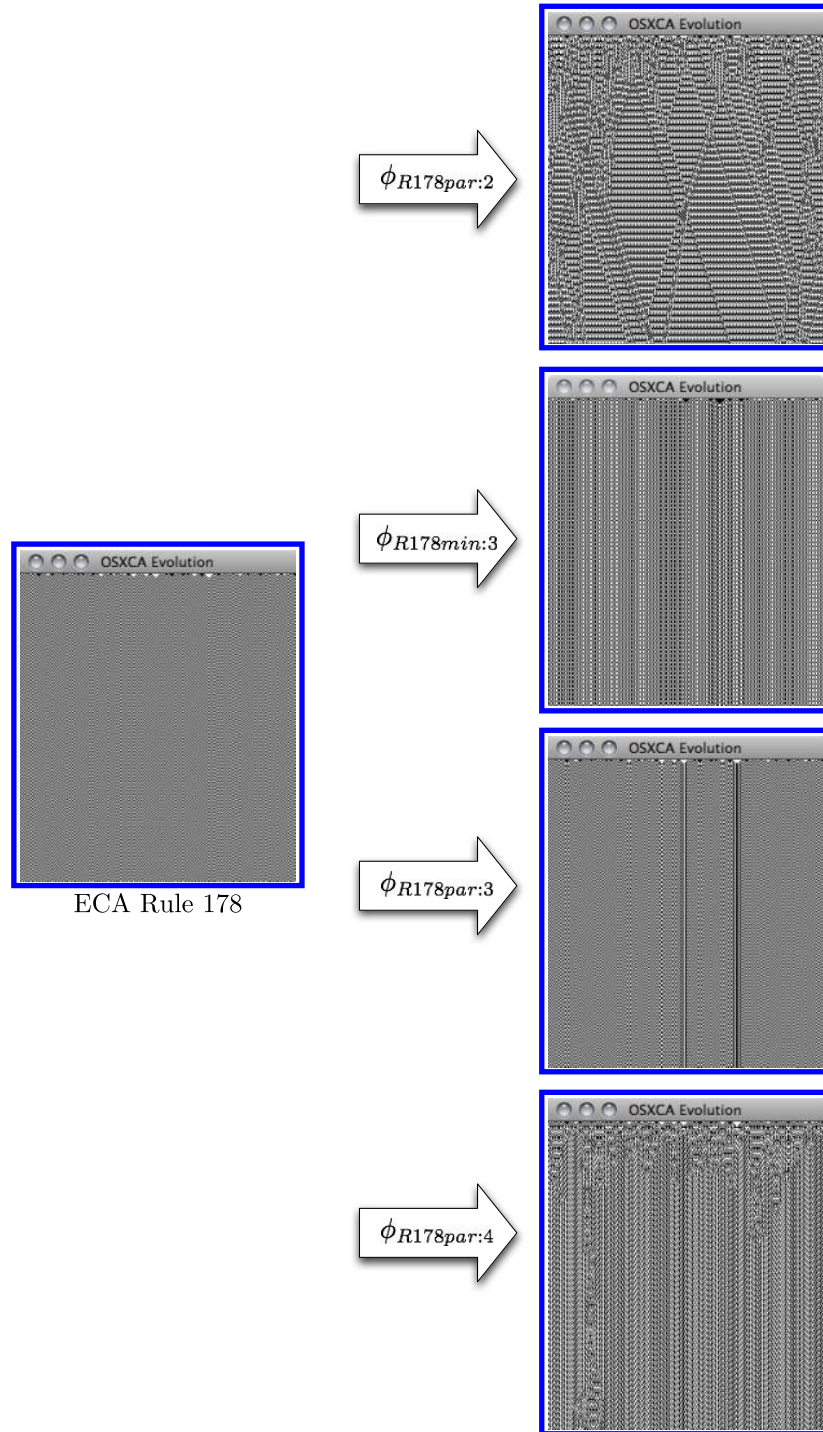 OSXCA Evolution
ϕR178par:2
OSXCA Evolution
ϕR178min:3
OSXCA Evolution
ECA Rule 178
OSXCA Evolution
ϕR178par:3
OSXCA Evolution
ϕR178par:4